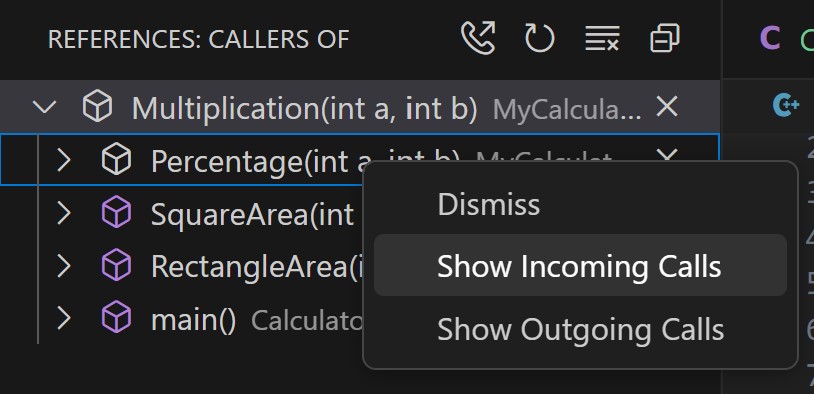 REFERENCES: CALLERS OF
Multiplication(int a, int b) MyCalcula...
Percentage(int a, int b)
SquareArea(int
RectangleArea(i
main() Calculato
Dismiss
Show Incoming Calls
Show Outgoing Calls